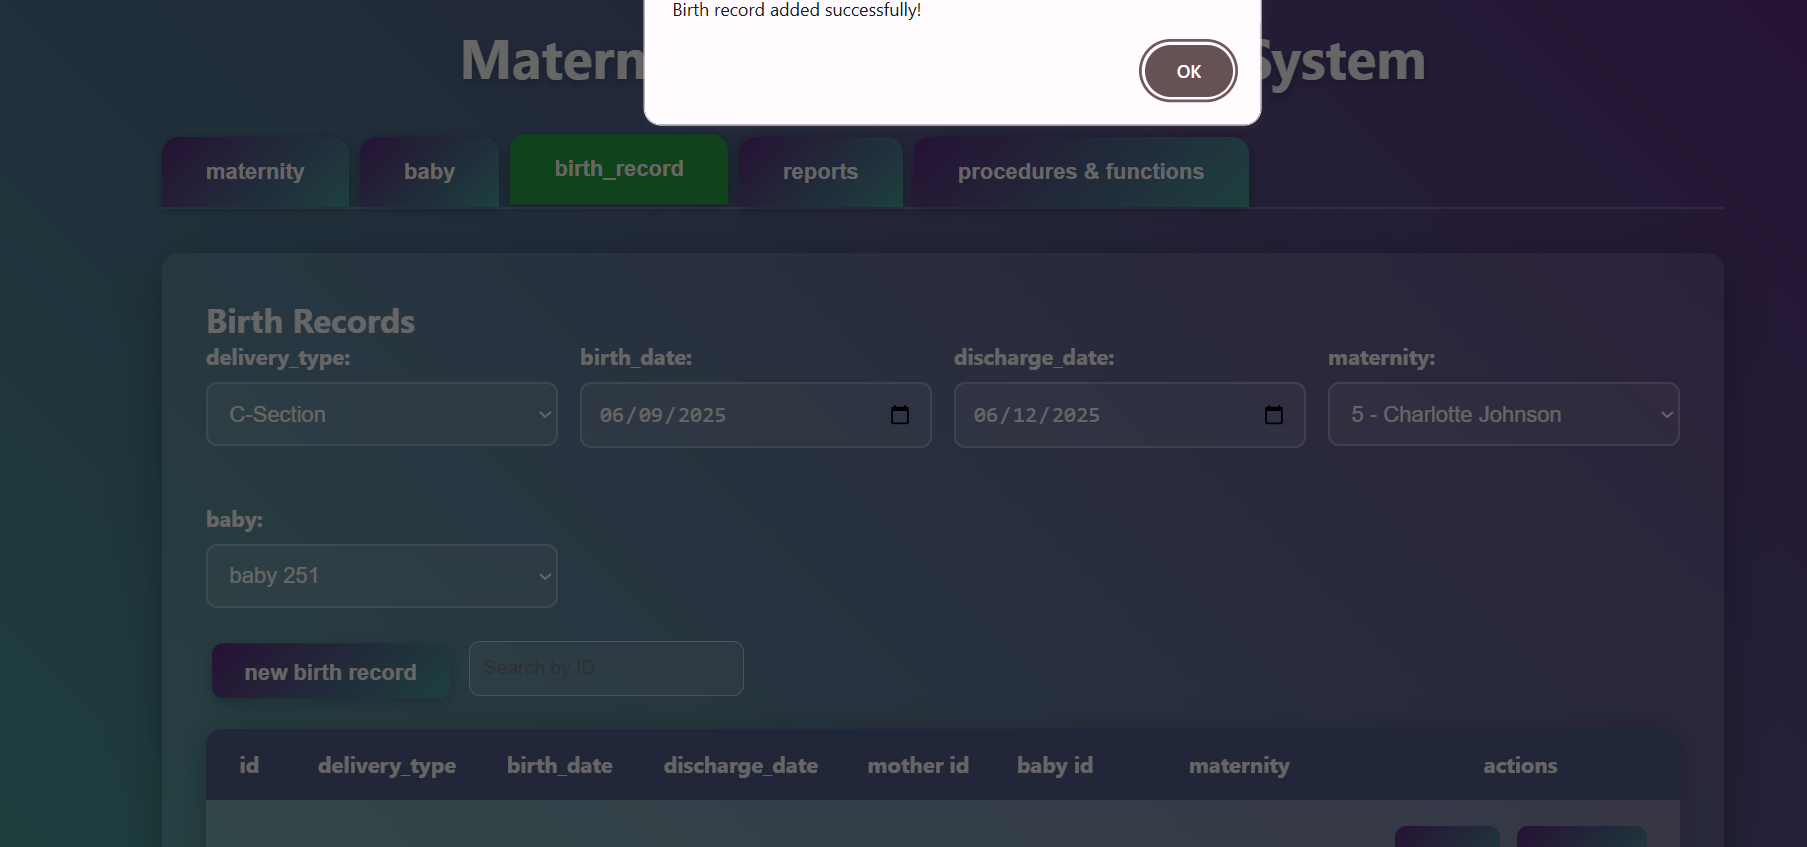 Birth record added successfully!
OK
Matern System
maternity baby birth_record reports procedures & functions
Birth Records
delivery_type: birth_date: discharge_date: maternity:
C-Section 06/09/2025 06/12/2025 5 - Charlotte Johnson
baby:
baby 251
new birth record Search by ID
id delivery_type birth_date discharge_date mother id baby id maternity actions